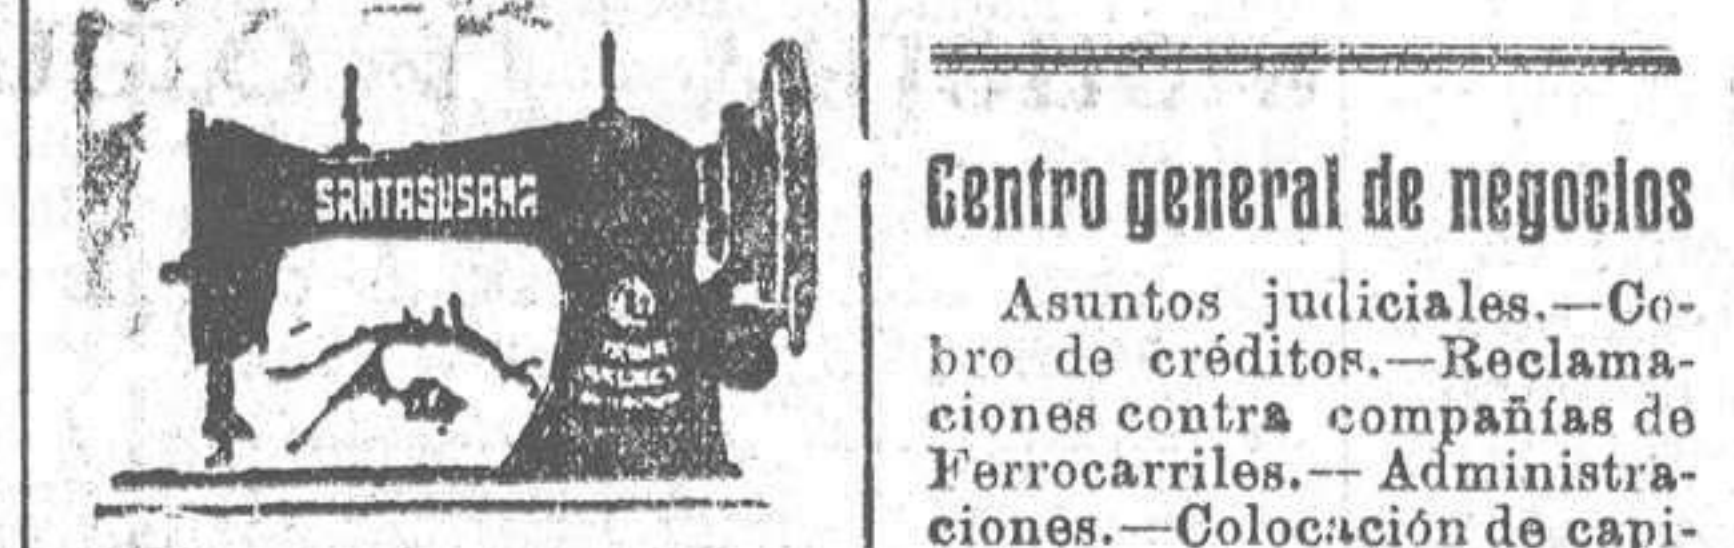 SANTASUSANA
Centro general de negocios
Asuntos judiciales.—Co-
bro de créditos.—Reclama-
ciones contra compañías de
Ferrocarriles.— Administra-
ciones.—Colocación de capi-